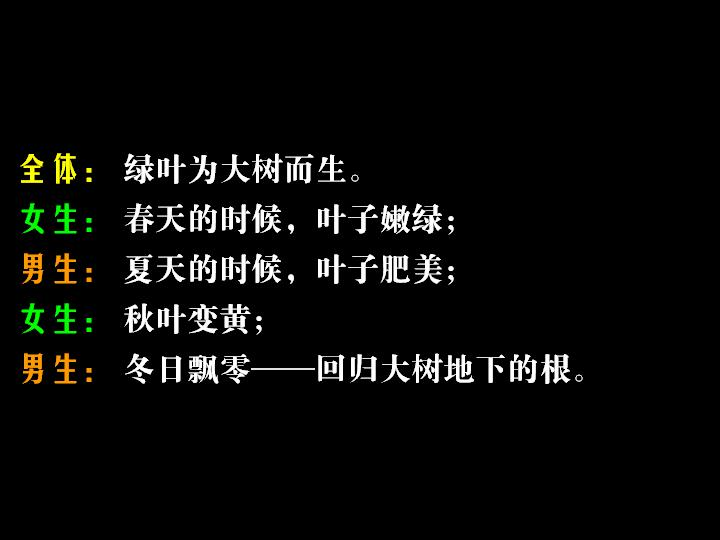 全体：绿叶为大树而生。
女生：春天的时候，叶子嫩绿；
男生：夏天的时候，叶子肥美；
女生：秋叶变黄；
男生：冬日飘零——回归大树地下的根。